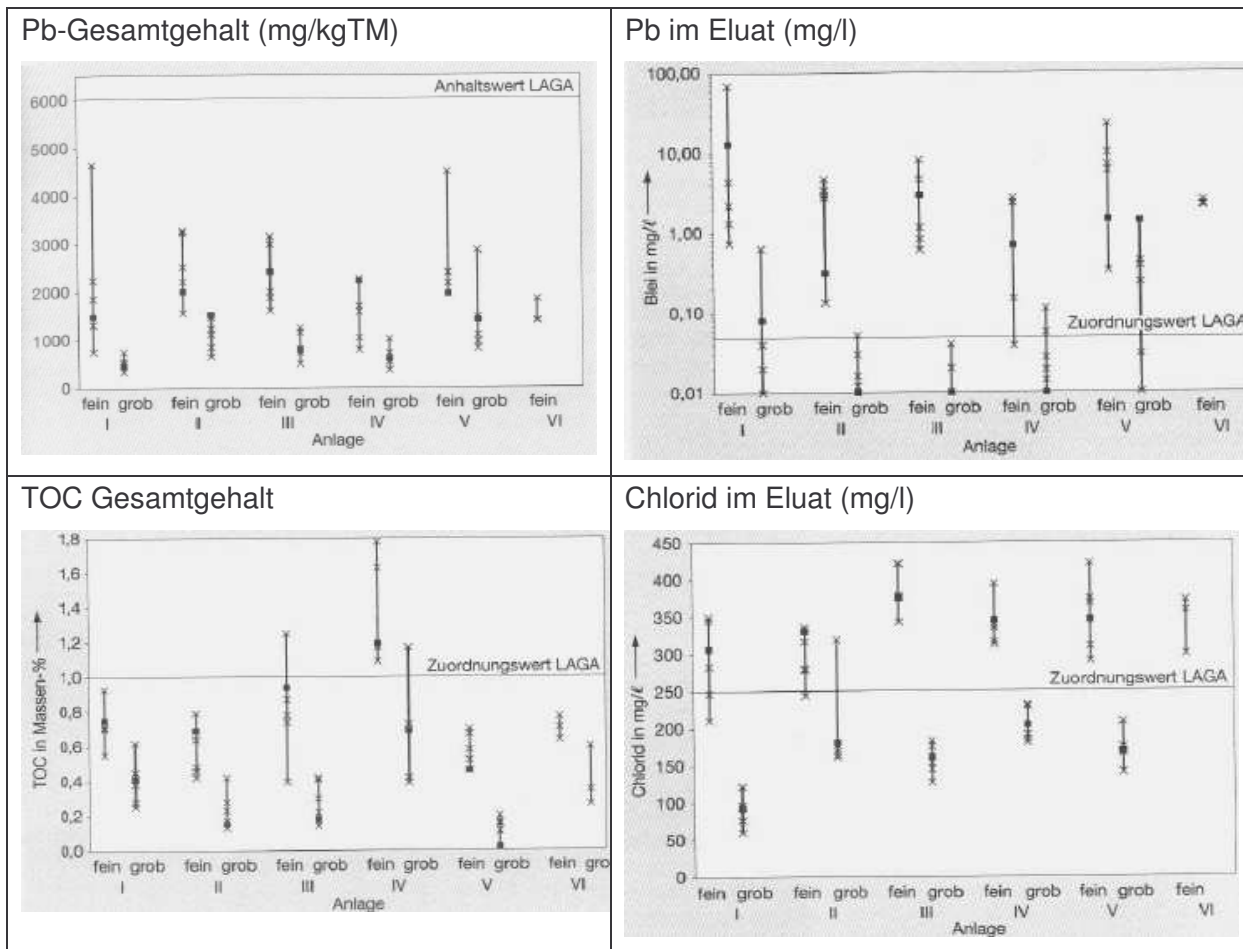 Pb-Gesamtgehalt (mg/kgTM)
Anhaltswert LAGA
6000
5000
4000
3000
2000
1000
0
fein grob fein grob fein grob fein grob fein grob fein
I II III IV V VI
Anlage
Pb im Eluat (mg/l)
Blei in mg/ℓ
100,00
10,00
1,00
0,10
0,01
Zuordnungswert LAGA
fein grob fein grob fein grob fein grob fein grob fein
I II III IV V VI
Anlage
TOC Gesamtgehalt
TOC in Massen-%
1,8
1,6
1,4
1,2
1,0
0,8
0,6
0,4
0,2
0,0
Zuordnungswert LAGA
fein grob fein grob fein grob fein grob fein grob fein gro
I II III IV V VI
Anlage
Chlorid im Eluat (mg/l)
Chlorid in mg/ℓ
450
400
350
300
250
200
150
100
50
0
Zuordnungswert LAGA
fein grob fein grob fein grob fein grob fein grob fein
I II III IV V VI
Anlage